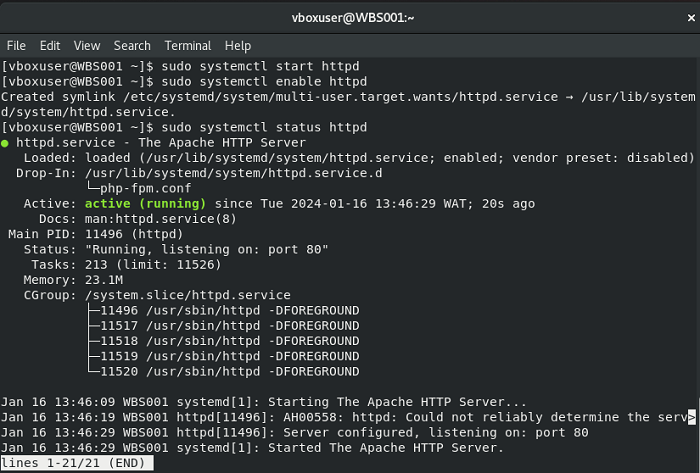 vboxuser@WBS001:~
File Edit View Search Terminal Help
[vboxuser@WBS001 ~]$ sudo systemctl start httpd
[vboxuser@WBS001 ~]$ sudo systemctl enable httpd
Created symlink /etc/systemd/system/multi-user.target.wants/httpd.service → /usr/lib/system
d/system/httpd.service.
[vboxuser@WBS001 ~]$ sudo systemctl status httpd
● httpd.service - The Apache HTTP Server
   Loaded: loaded (/usr/lib/systemd/system/httpd.service; enabled; vendor preset: disabled)
  Drop-In: /usr/lib/systemd/system/httpd.service.d
           └─php-fpm.conf
   Active: active (running) since Tue 2024-01-16 13:46:29 WAT; 20s ago
     Docs: man:httpd.service(8)
 Main PID: 11496 (httpd)
   Status: "Running, listening on: port 80"
    Tasks: 213 (limit: 11526)
   Memory: 23.1M
   CGroup: /system.slice/httpd.service
           ├─11496 /usr/sbin/httpd -DFOREGROUND
           ├─11517 /usr/sbin/httpd -DFOREGROUND
           ├─11518 /usr/sbin/httpd -DFOREGROUND
           ├─11519 /usr/sbin/httpd -DFOREGROUND
           └─11520 /usr/sbin/httpd -DFOREGROUND
Jan 16 13:46:09 WBS001 systemd[1]: Starting The Apache HTTP Server...
Jan 16 13:46:19 WBS001 httpd[11496]: AH00558: httpd: Could not reliably determine the serv>
Jan 16 13:46:29 WBS001 httpd[11496]: Server configured, listening on: port 80
Jan 16 13:46:29 WBS001 systemd[1]: Started The Apache HTTP Server.
lines 1-21/21 (END)